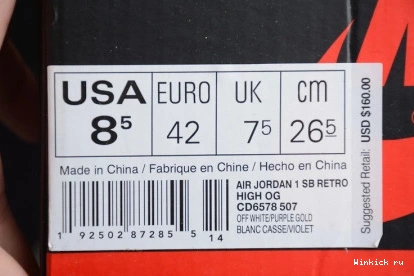 USA EURO UK cm
8⁵ 42 7⁵ 26⁵
Made in China / Fabrique en Chine / Hecho en China
AIR JORDAN 1 SB RETRO
HIGH OG
CD6578 507
OFF WHITE/PURPLE GOLD
BLANC CASSE/VIOLET
1 92502 87285 5 14
Suggested Retail: USD $160.00
Winkick ru